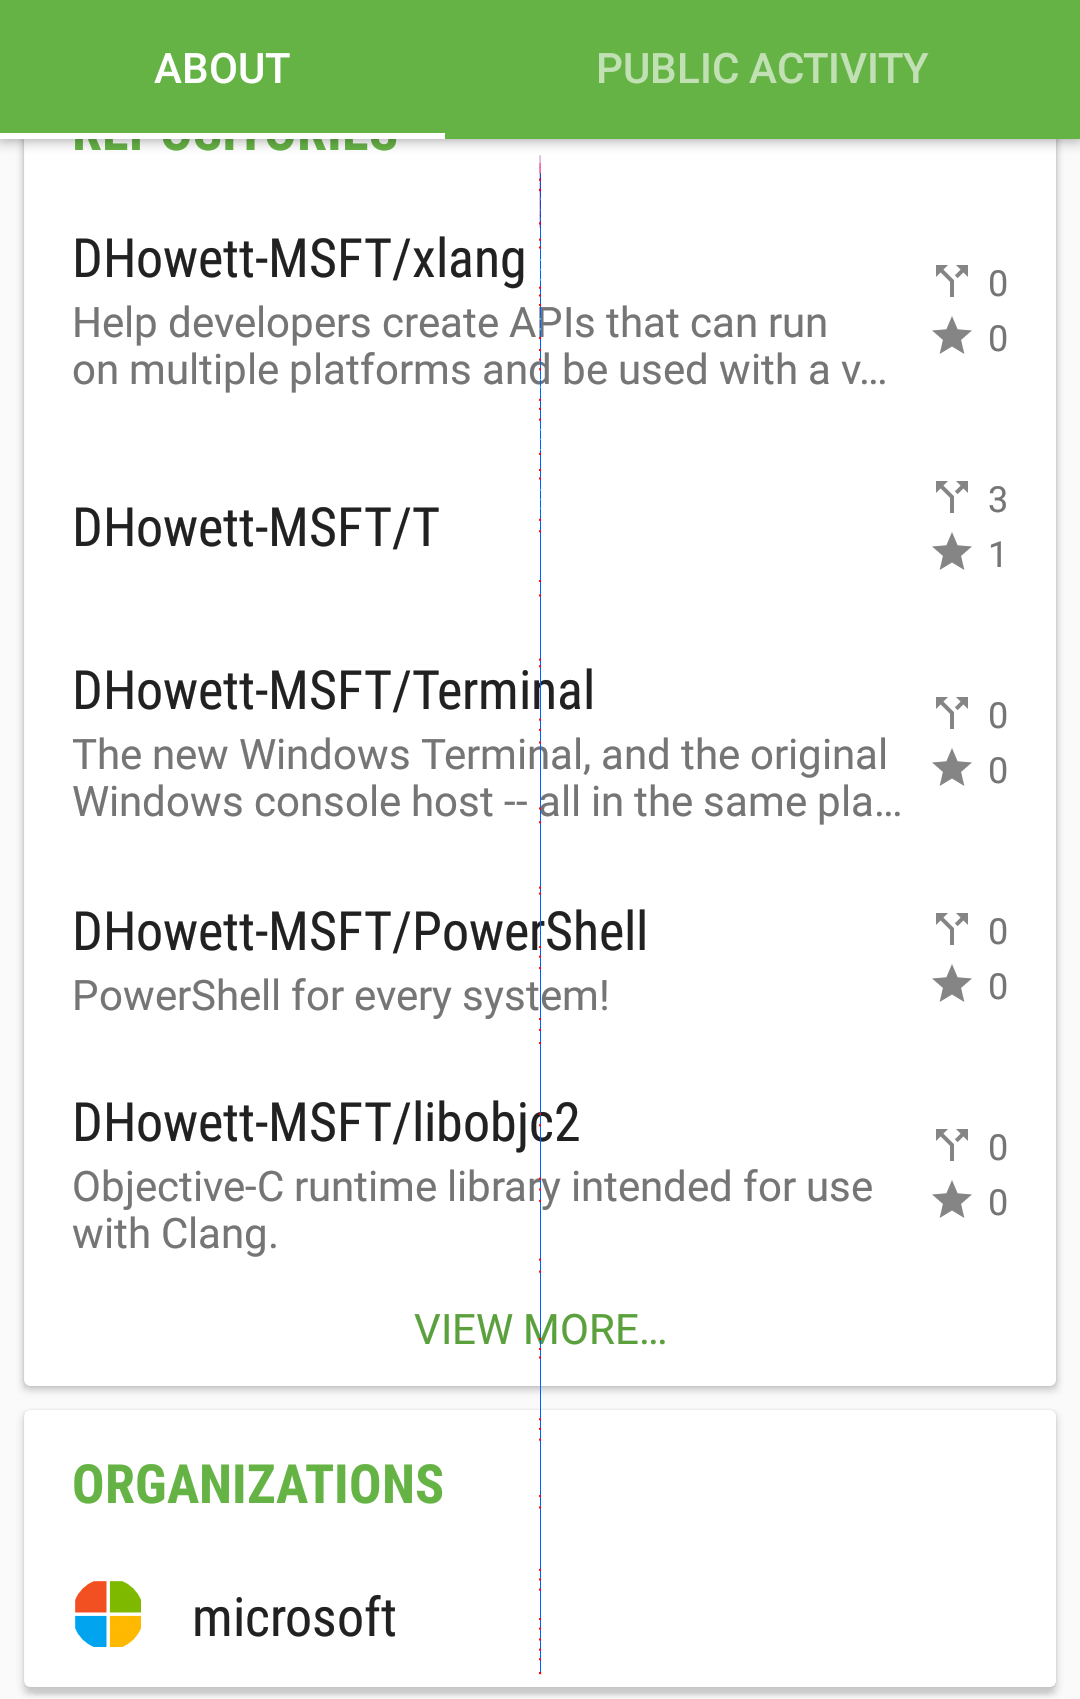 ABOUT
PUBLIC ACTIVITY
REPOSITORIES
DHowett-MSFT/xlang
0
Help developers create APIs that can run
on multiple platforms and be used with a v...
0
DHowett-MSFT/T
3
1
DHowett-MSFT/Terminal
0
The new Windows Terminal, and the original
Windows console host -- all in the same pla...
0
DHowett-MSFT/PowerShell
0
PowerShell for every system!
0
DHowett-MSFT/libobjc2
0
Objective-C runtime library intended for use
with Clang.
0
VIEW MORE...
ORGANIZATIONS
microsoft